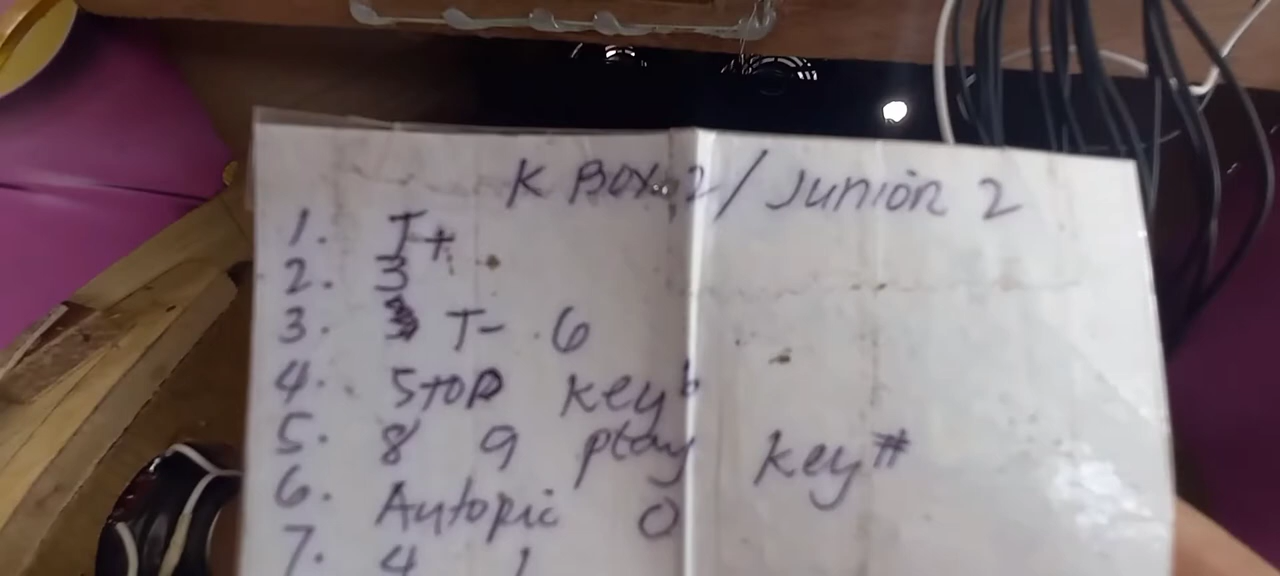 K BOX 2 / Junior 2
1. T+
2. 3
3. T- 6
4. STOP key b
5. 8 9 play key #
6. Autopic 0
7. 4 1